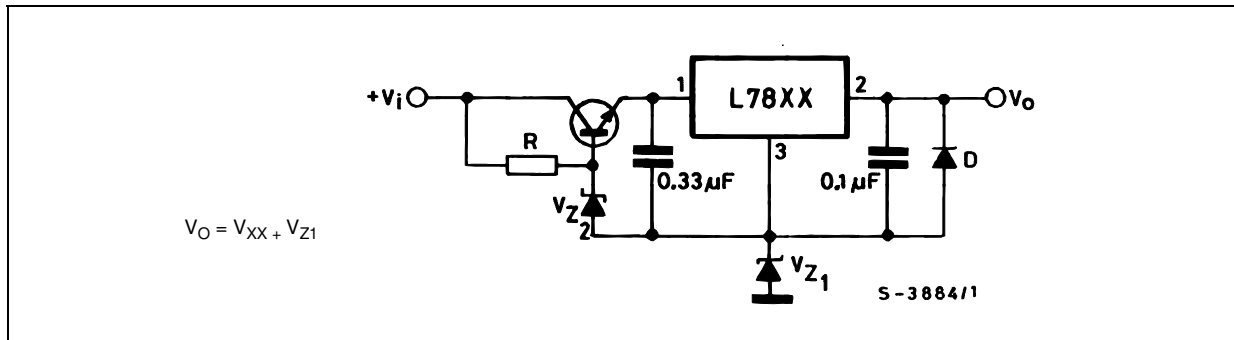 +Vi
1
L78XX
2
Vo
R
3
0.33µF
0.1µF
D
VZ2
VO = VXX + VZ1
VZ1
S-3884/1